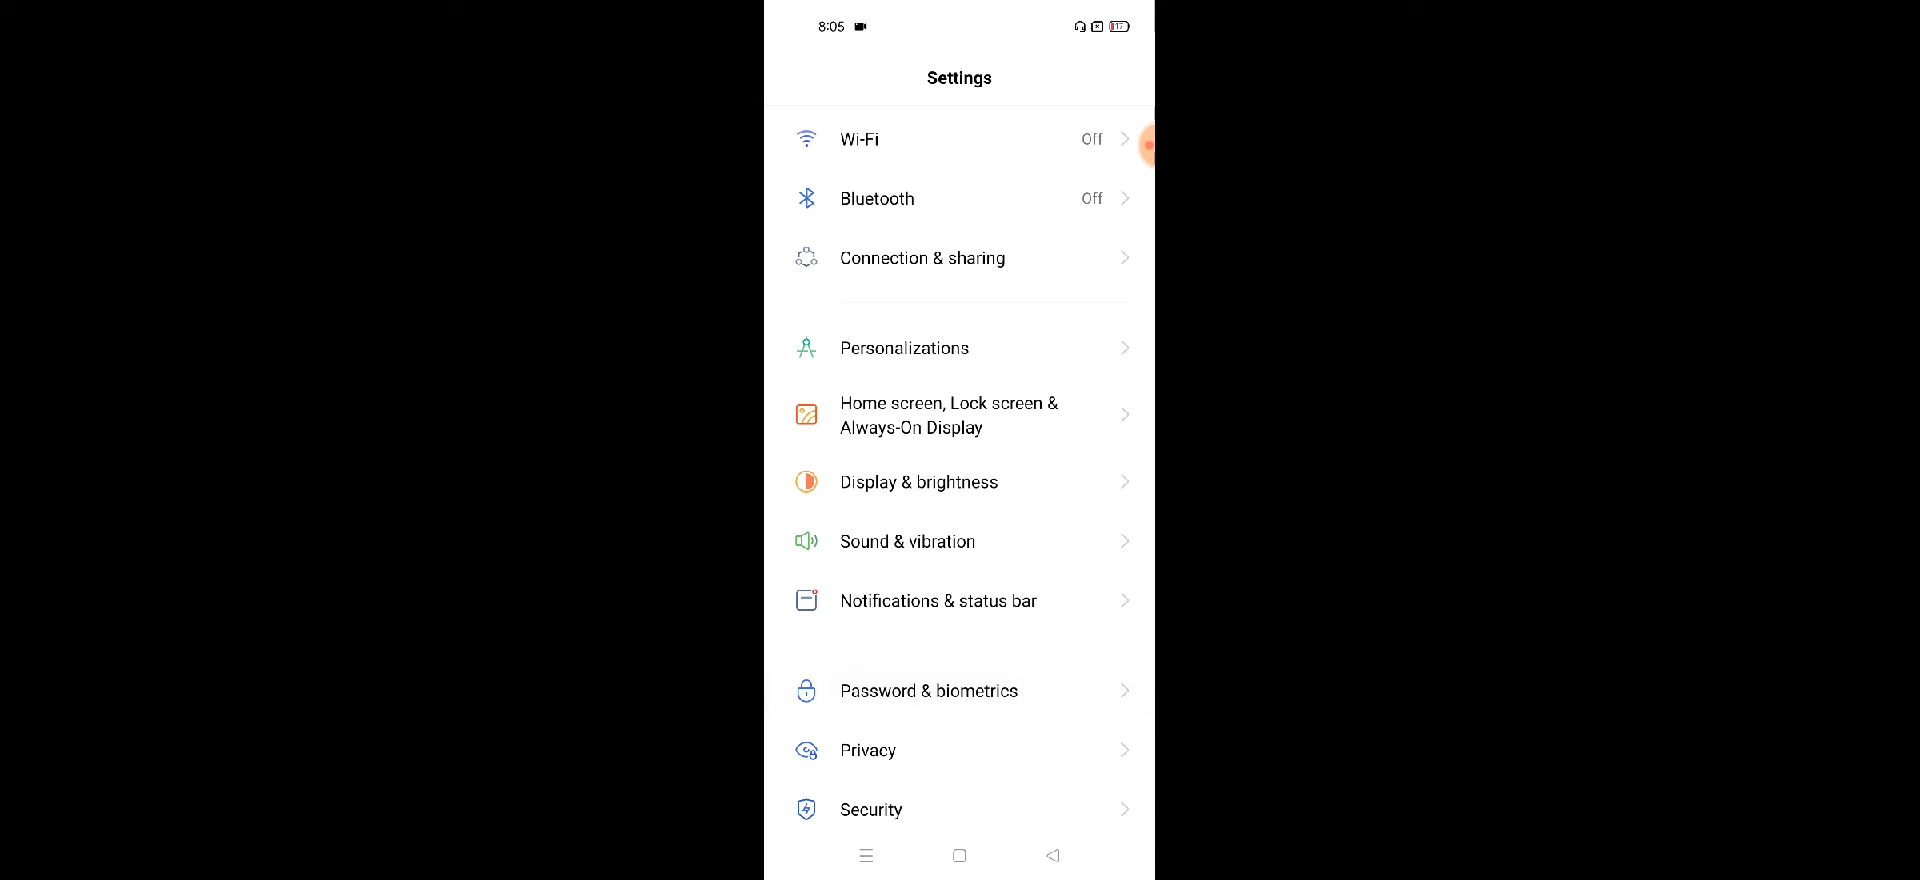 8:05
17
Settings
Wi-Fi Off
Bluetooth Off
Connection & sharing
Personalizations
Home screen, Lock screen &
Always-On Display
Display & brightness
Sound & vibration
Notifications & status bar
Password & biometrics
Privacy
Security